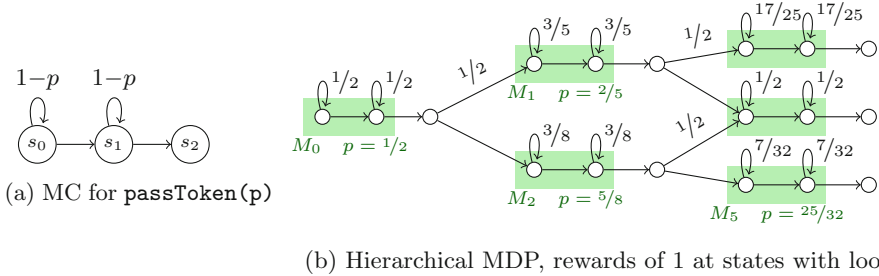 1−p 1−p
s0 s1 s2
(a) MC for passToken(p)
1/2 1/2
M0 p = 1/2
1/2
3/5 3/5
M1 p = 2/5
3/8 3/8
M2 p = 5/8
1/2
1/2
17/25 17/25
1/2 1/2
7/32 7/32
M5 p = 25/32
(b) Hierarchical MDP, rewards of 1 at states with loo